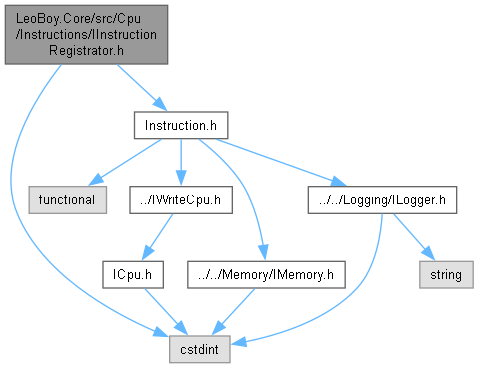 LeoBoy.Core/src/Cpu
/Instructions/IInstruction
Registrator.h
Instruction.h
functional
../IWriteCpu.h
../../Logging/ILogger.h
ICpu.h
../../Memory/IMemory.h
string
cstdint